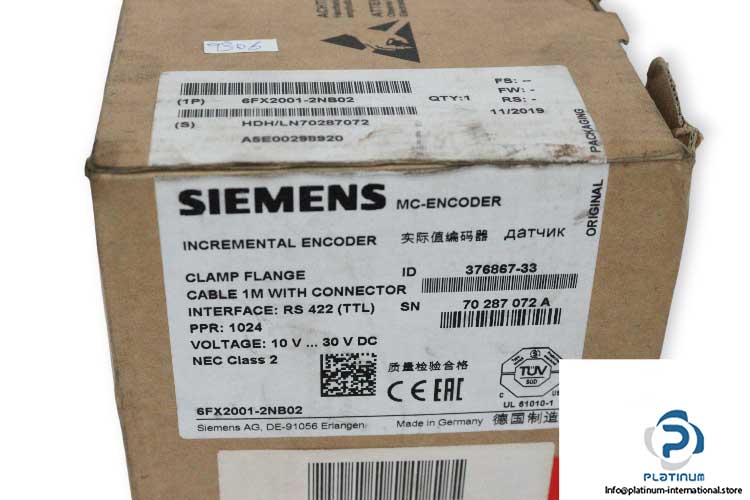 9306
ACHTUNG
ATTENTION
(1P) 6FX2001-2NB02 QTY:1
FS: --
FW: -
RS: -
(S) HDH/LN70287072 11/2019
A5E00298920
ORIGINAL PACKAGING
SIEMENS MC-ENCODER
INCREMENTAL ENCODER 实际值编码器 датчик
CLAMP FLANGE ID 376867-33
CABLE 1M WITH CONNECTOR
INTERFACE: RS 422 (TTL) SN 70 287 072 A
PPR: 1024
VOLTAGE: 10 V ... 30 V DC
NEC Class 2
质量检验合格
CE EAC
TÜV
SÜD
C US
UL 61010-1
6FX2001-2NB02
Siemens AG, DE-91056 Erlangen Made in Germany 德国制造
PLATINUM
Info@platinum-international.store